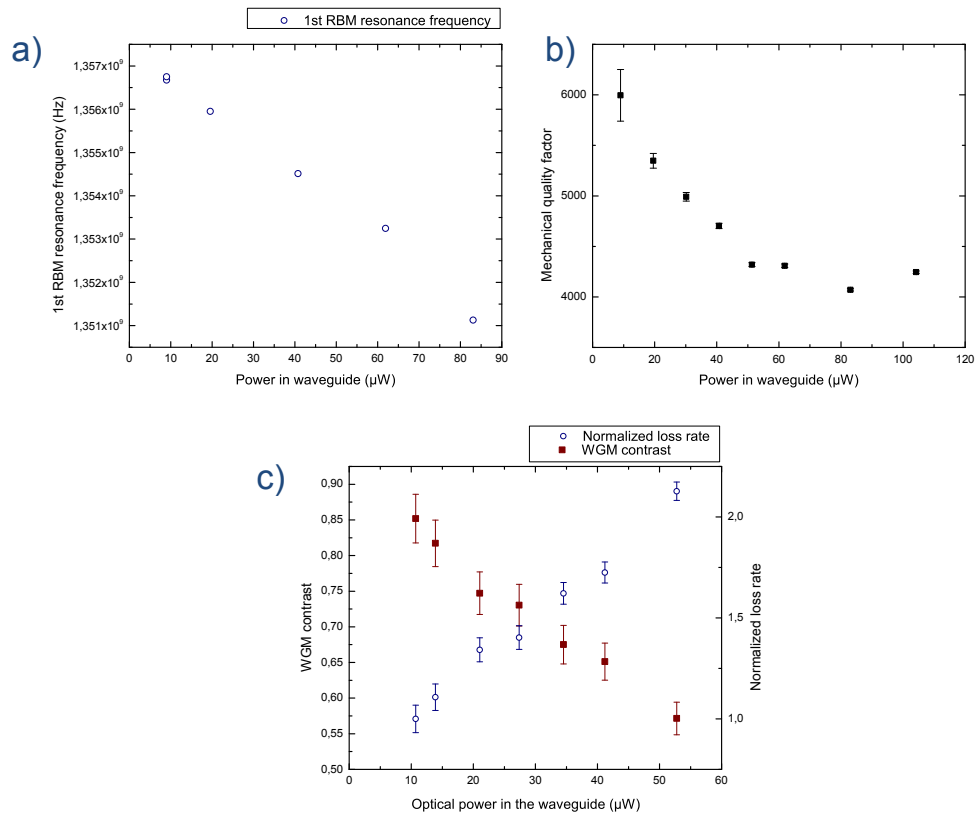 1st RBM resonance frequency
a)
1,357x10⁹
1,356x10⁹
1,355x10⁹
1,354x10⁹
1,353x10⁹
1,352x10⁹
1,351x10⁹
1st RBM resonance frequency (Hz)
0 10 20 30 40 50 60 70 80 90
Power in waveguide (µW)
b)
6000
5000
4000
Mechanical quality factor
0 20 40 60 80 100 120
Power in waveguide (µW)
Normalized loss rate
WGM contrast
c)
0,90
0,85
0,80
0,75
0,70
0,65
0,60
0,55
0,50
WGM contrast
2,0
1,5
1,0
Normalized loss rate
0 10 20 30 40 50 60
Optical power in the waveguide (µW)